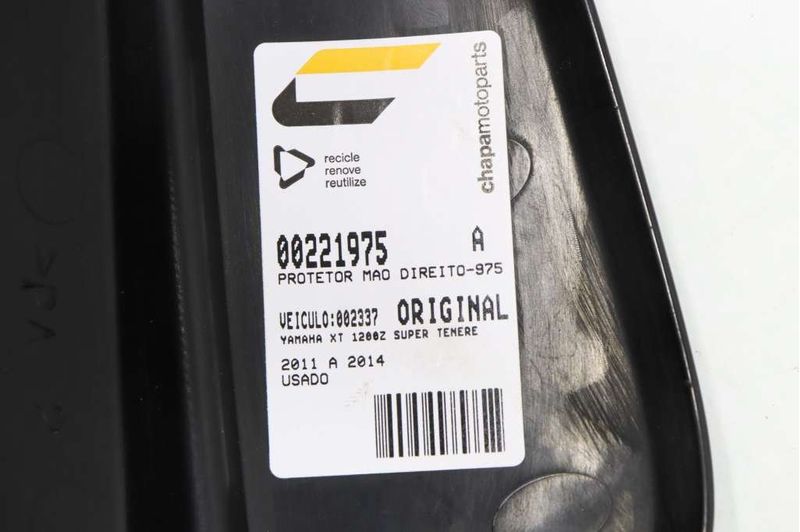 chapamotoparts
recicle
renove
reutilize
00221975 A
PROTETOR MAO DIREITO-975
VEICULO:002337 ORIGINAL
YAMAHA XT 1200Z SUPER TENERE
2011 A 2014
USADO